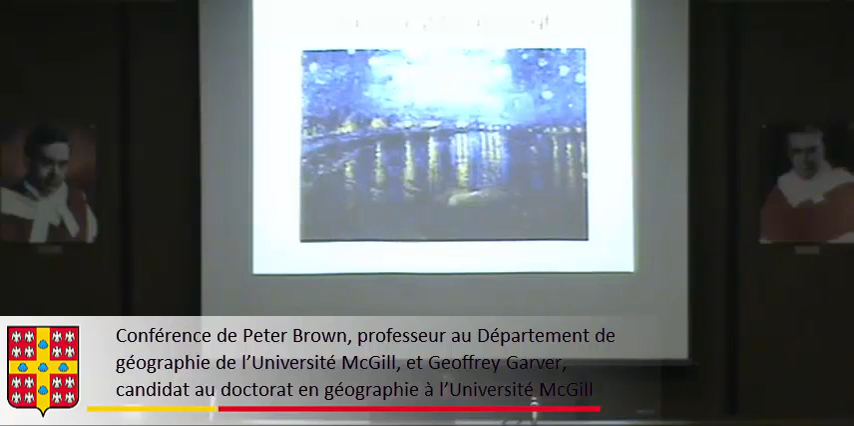 Conférence de Peter Brown, professeur au Département de
géographie de l'Université McGill, et Geoffrey Garver,
candidat au doctorat en géographie à l'Université McGill